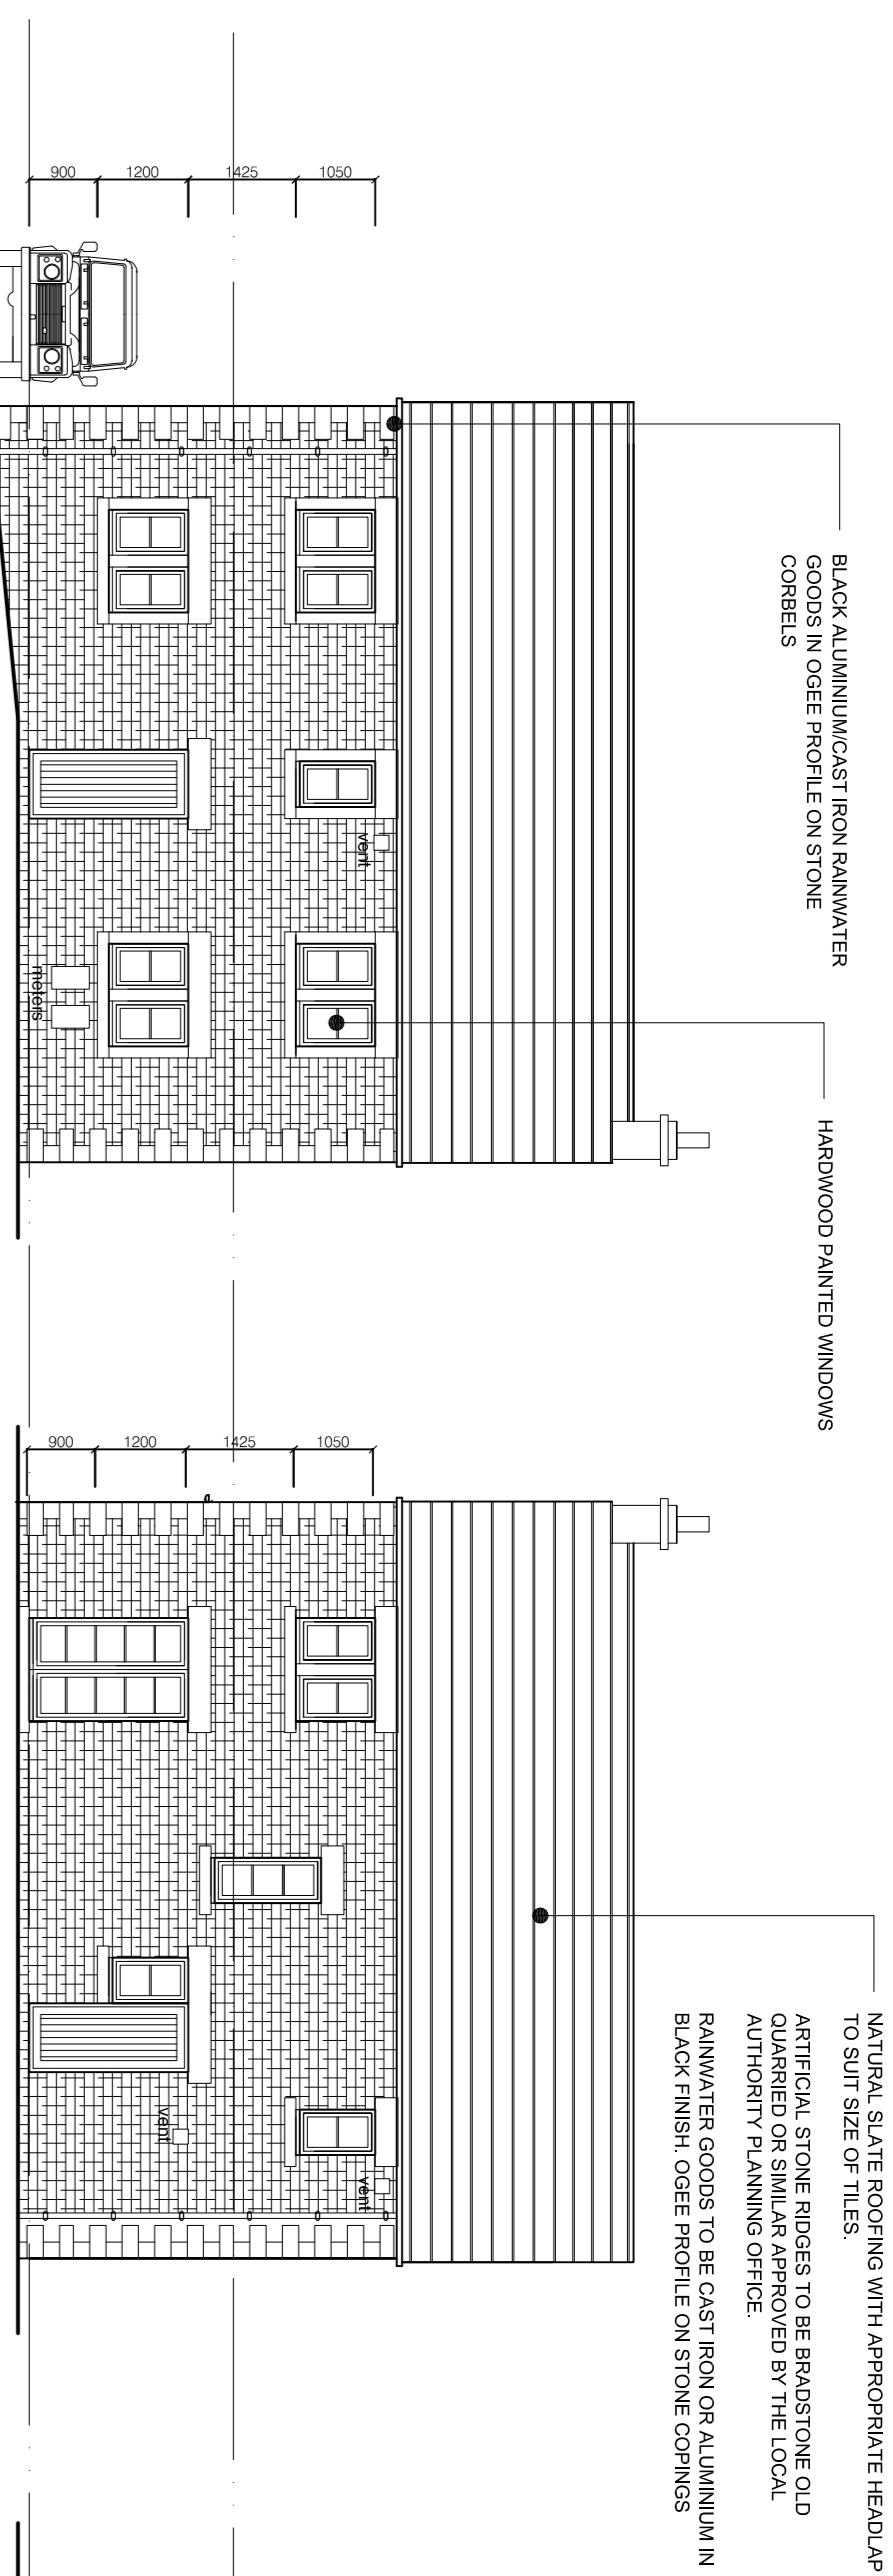 BLACK ALUMINIUM/CAST IRON RAINWATER
GOODS IN OGEE PROFILE ON STONE
CORBELS
HARDWOOD PAINTED WINDOWS
NATURAL SLATE ROOFING WITH APPROPRIATE HEADLAP
TO SUIT SIZE OF TILES.
ARTIFICIAL STONE RIDGES TO BE BRADSTONE OLD
QUARRIED OR SIMILAR APPROVED BY THE LOCAL
AUTHORITY PLANNING OFFICE.
RAINWATER GOODS TO BE CAST IRON OR ALUMINIUM IN
BLACK FINISH. OGEE PROFILE ON STONE COPINGS
900
1200
1425
1050
vent
meters
900
1200
1425
1050
vent
vent